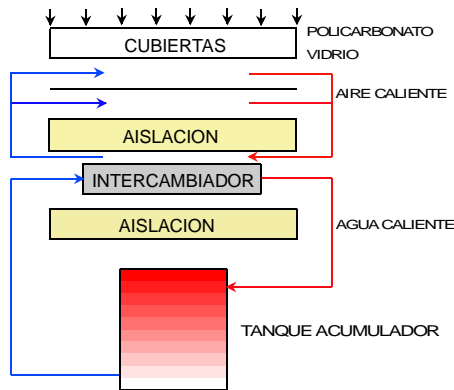 POLICARBONATO
CUBIERTAS
VIDRIO
AIRE CALIENTE
AISLACION
INTERCAMBIADOR
AISLACION
AGUA CALIENTE
TANQUE ACUMULADOR